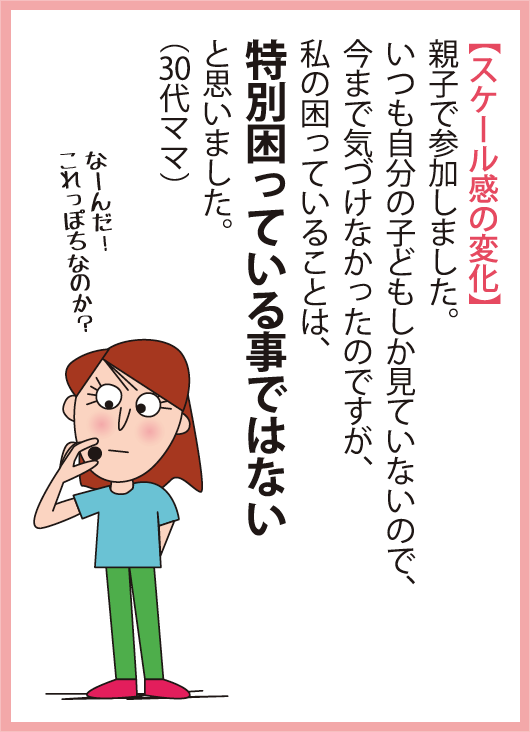 【スケール感の変化】
親子で参加しました。
いつも自分の子どもしか見ていないので、
今まで気づけなかったのですが、
私の困っていることは、
特別困っている事ではない
と思いました。
（30代ママ）
なーんだ！
これっぽちなのか？